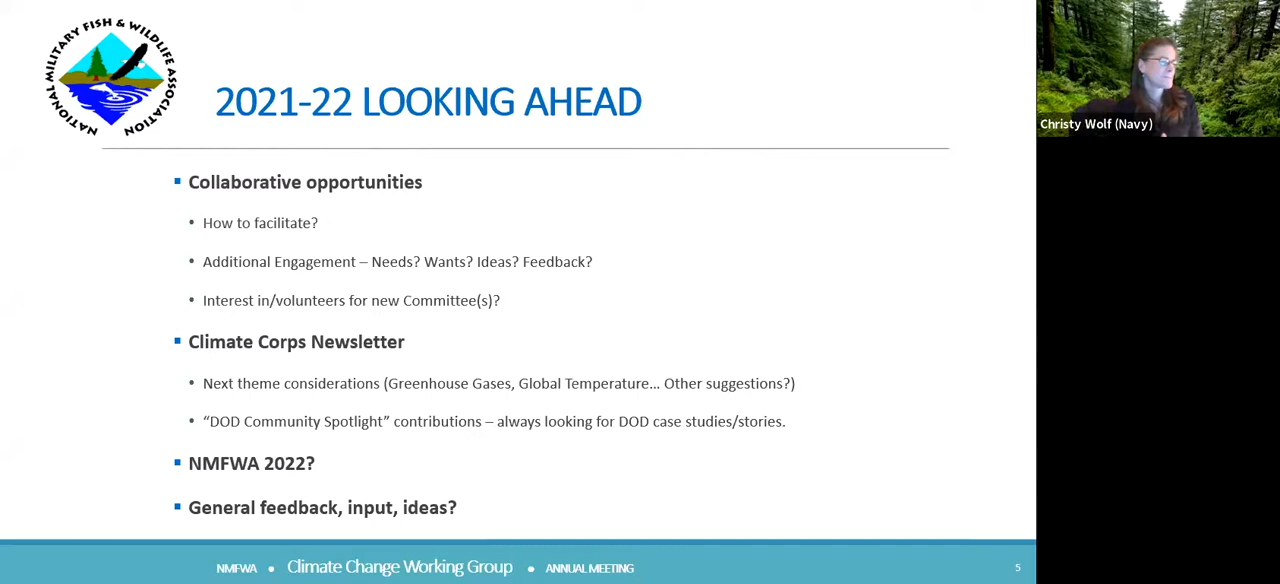 NATIONAL MILITARY FISH & WILDLIFE ASSOCIATION
2021-22 LOOKING AHEAD
Christy Wolf (Navy)
▪ Collaborative opportunities
• How to facilitate?
• Additional Engagement – Needs? Wants? Ideas? Feedback?
• Interest in/volunteers for new Committee(s)?
▪ Climate Corps Newsletter
• Next theme considerations (Greenhouse Gases, Global Temperature... Other suggestions?)
• “DOD Community Spotlight” contributions – always looking for DOD case studies/stories.
▪ NMFWA 2022?
▪ General feedback, input, ideas?
NMFWA • Climate Change Working Group • ANNUAL MEETING 5